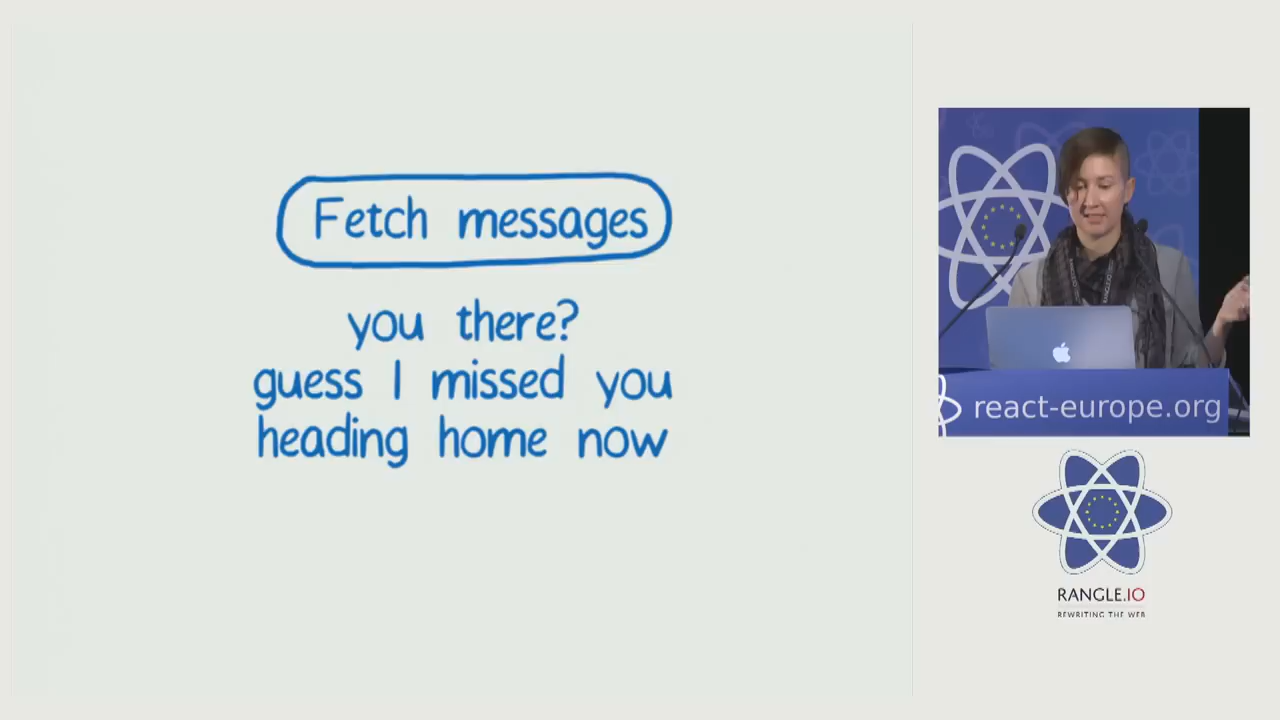 Fetch messages
you there?
guess I missed you
heading home now
react-europe.org
RANGLE.IO
REWRITING THE WEB